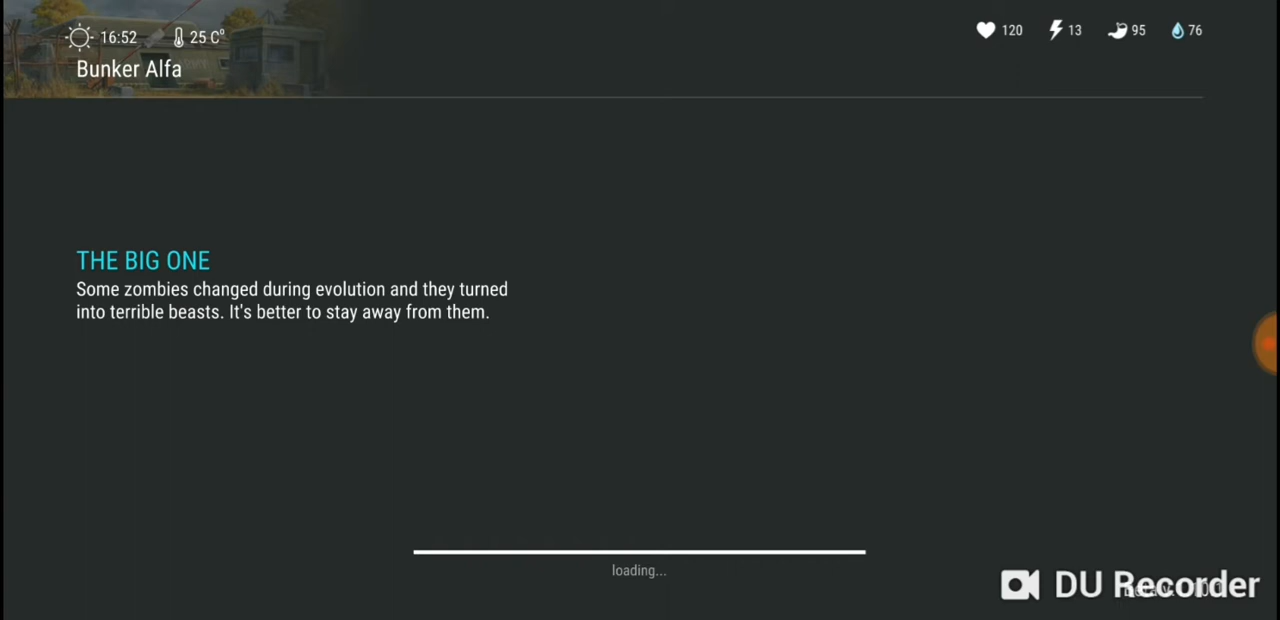 16:52 25 C° 120 13 95 76
Bunker Alfa
THE BIG ONE
Some zombies changed during evolution and they turned
into terrible beasts. It's better to stay away from them.
loading...
DU Recorder